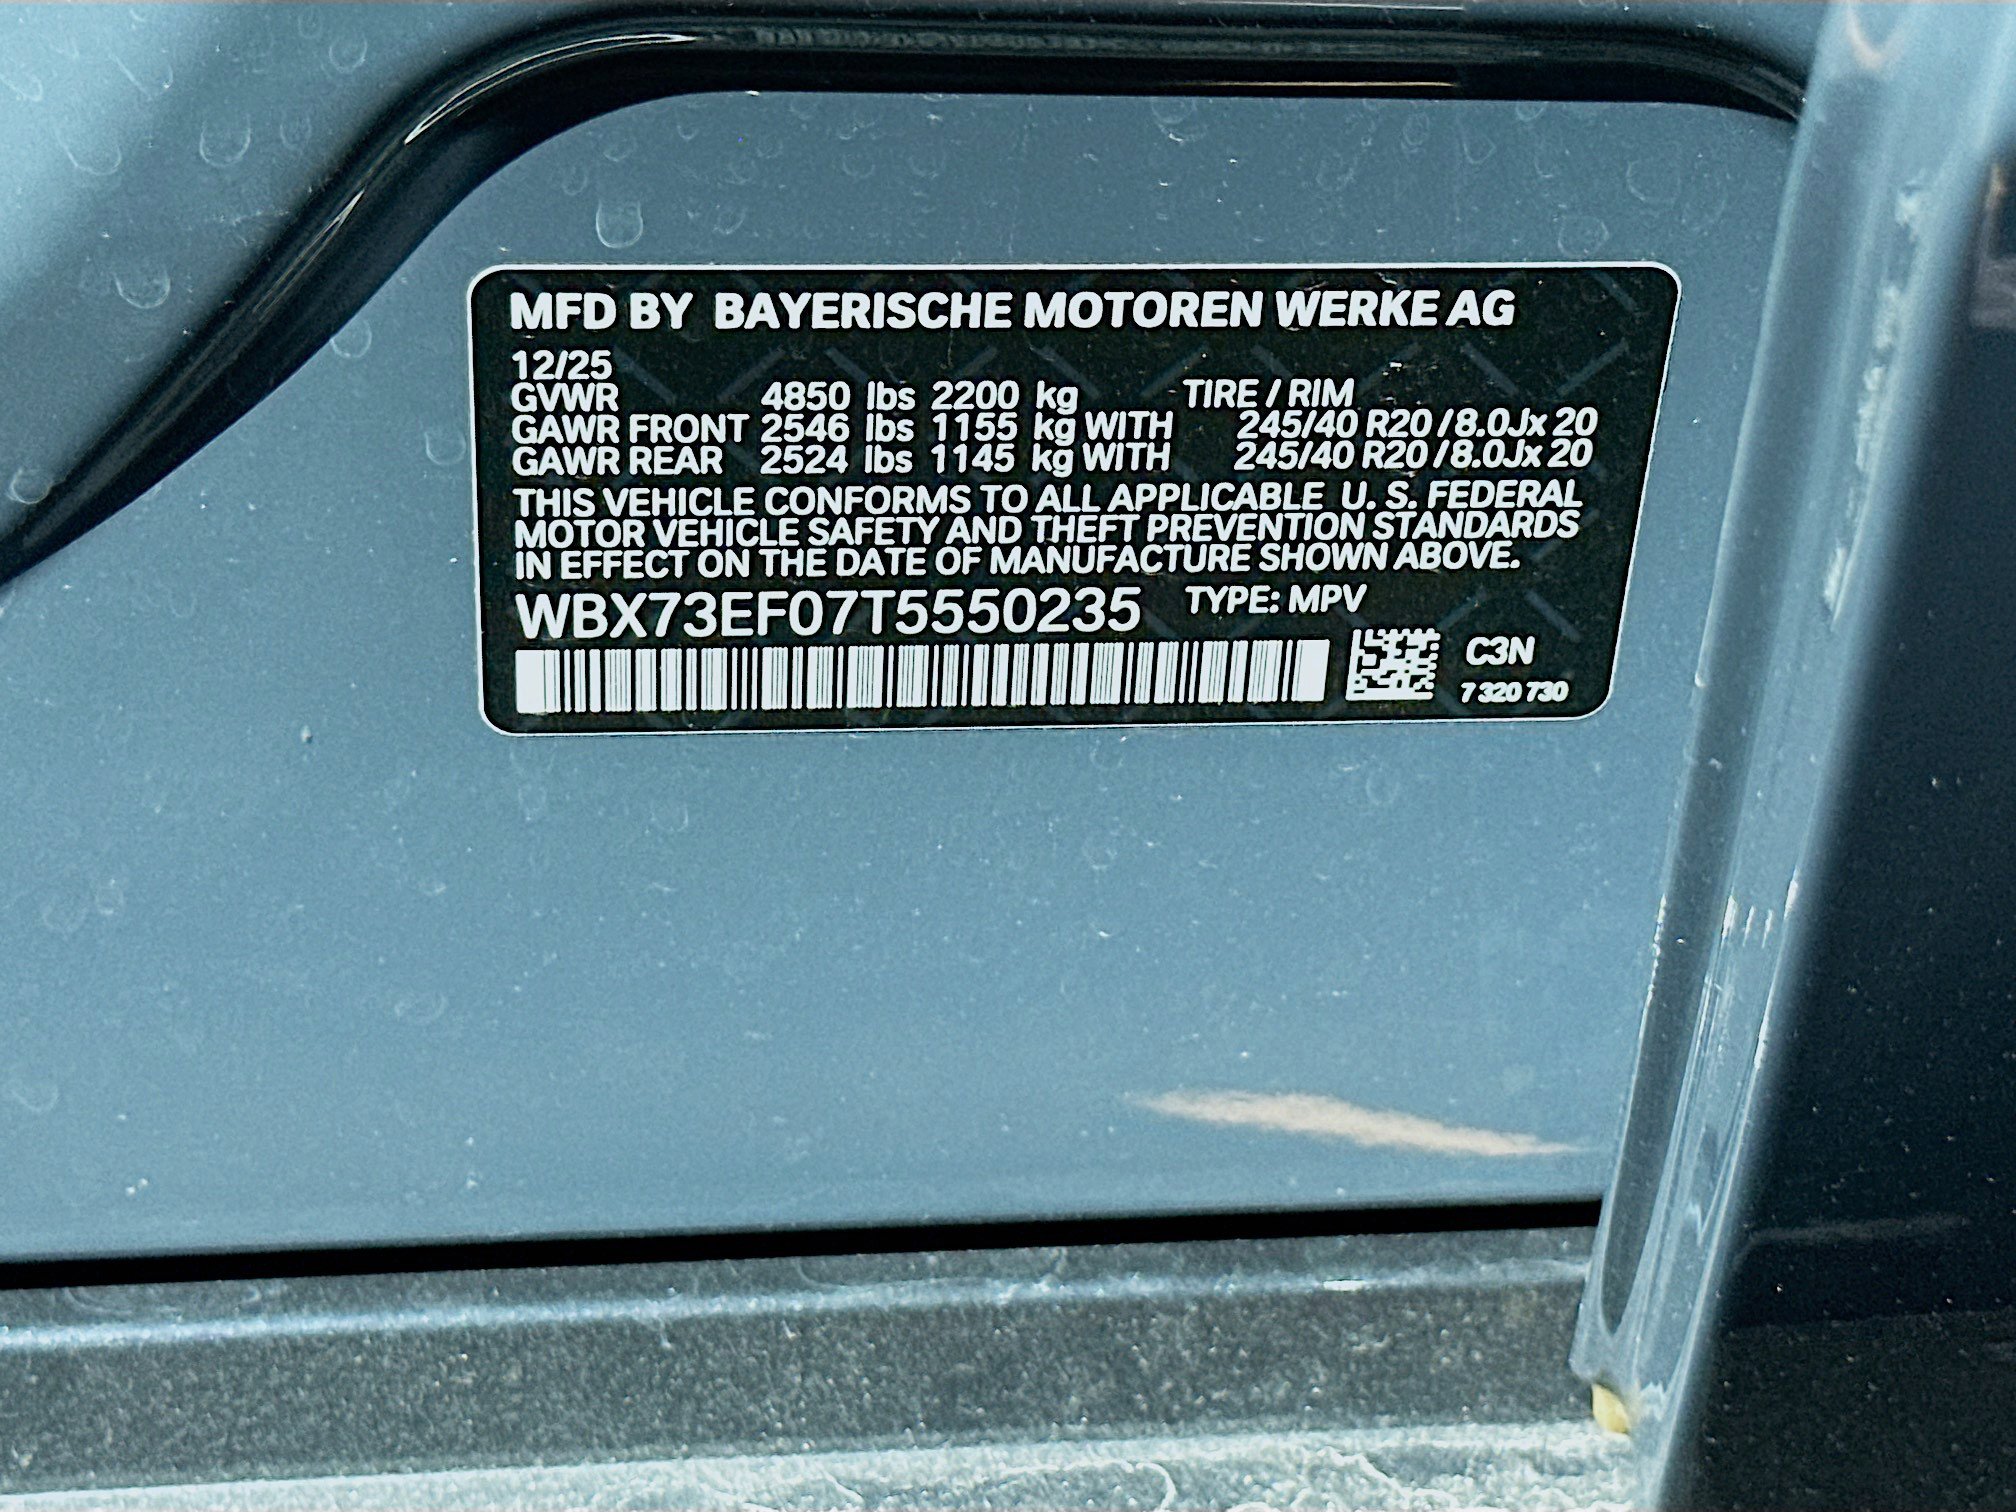 MFD BY BAYERISCHE MOTOREN WERKE AG
12/25
GVWR 4850 lbs 2200 kg TIRE / RIM
GAWR FRONT 2546 lbs 1155 kg WITH 245/40 R20 /8.0Jx 20
GAWR REAR 2524 lbs 1145 kg WITH 245/40 R20 /8.0Jx 20
THIS VEHICLE CONFORMS TO ALL APPLICABLE U. S. FEDERAL
MOTOR VEHICLE SAFETY AND THEFT PREVENTION STANDARDS
IN EFFECT ON THE DATE OF MANUFACTURE SHOWN ABOVE.
WBX73EF07T5550235 TYPE: MPV
C3N
7 320 730